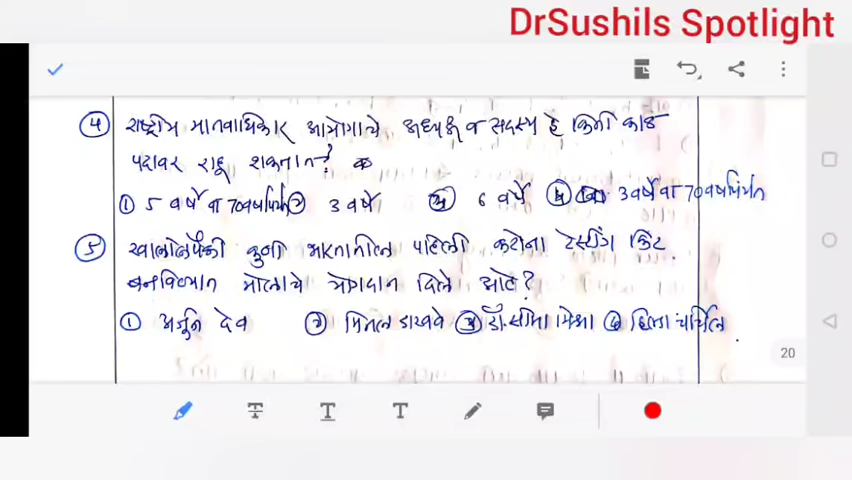 DrSushils Spotlight
④ राष्ट्रीय मानवाधिकार आयोगाचे अध्यक्ष व सदस्य हे किती काळ
पदावर राहू शकतात?
① 5 वर्षे वा 70 वर्षापर्यंत ② 3 वर्षे ③ 6 वर्षे ④ 3 वर्षे वा 70 वर्षापर्यंत
⑤ खालीलपैकी कुणी भारतातील पहिली करोना टेस्टींग किट
बनविण्यात मोलाचे योगदान दिले आहे?
① अर्जुन देव ② मिनल डाखवे ③ डॉ. सीमा मिश्रा ④ हिला चर्चिल
20